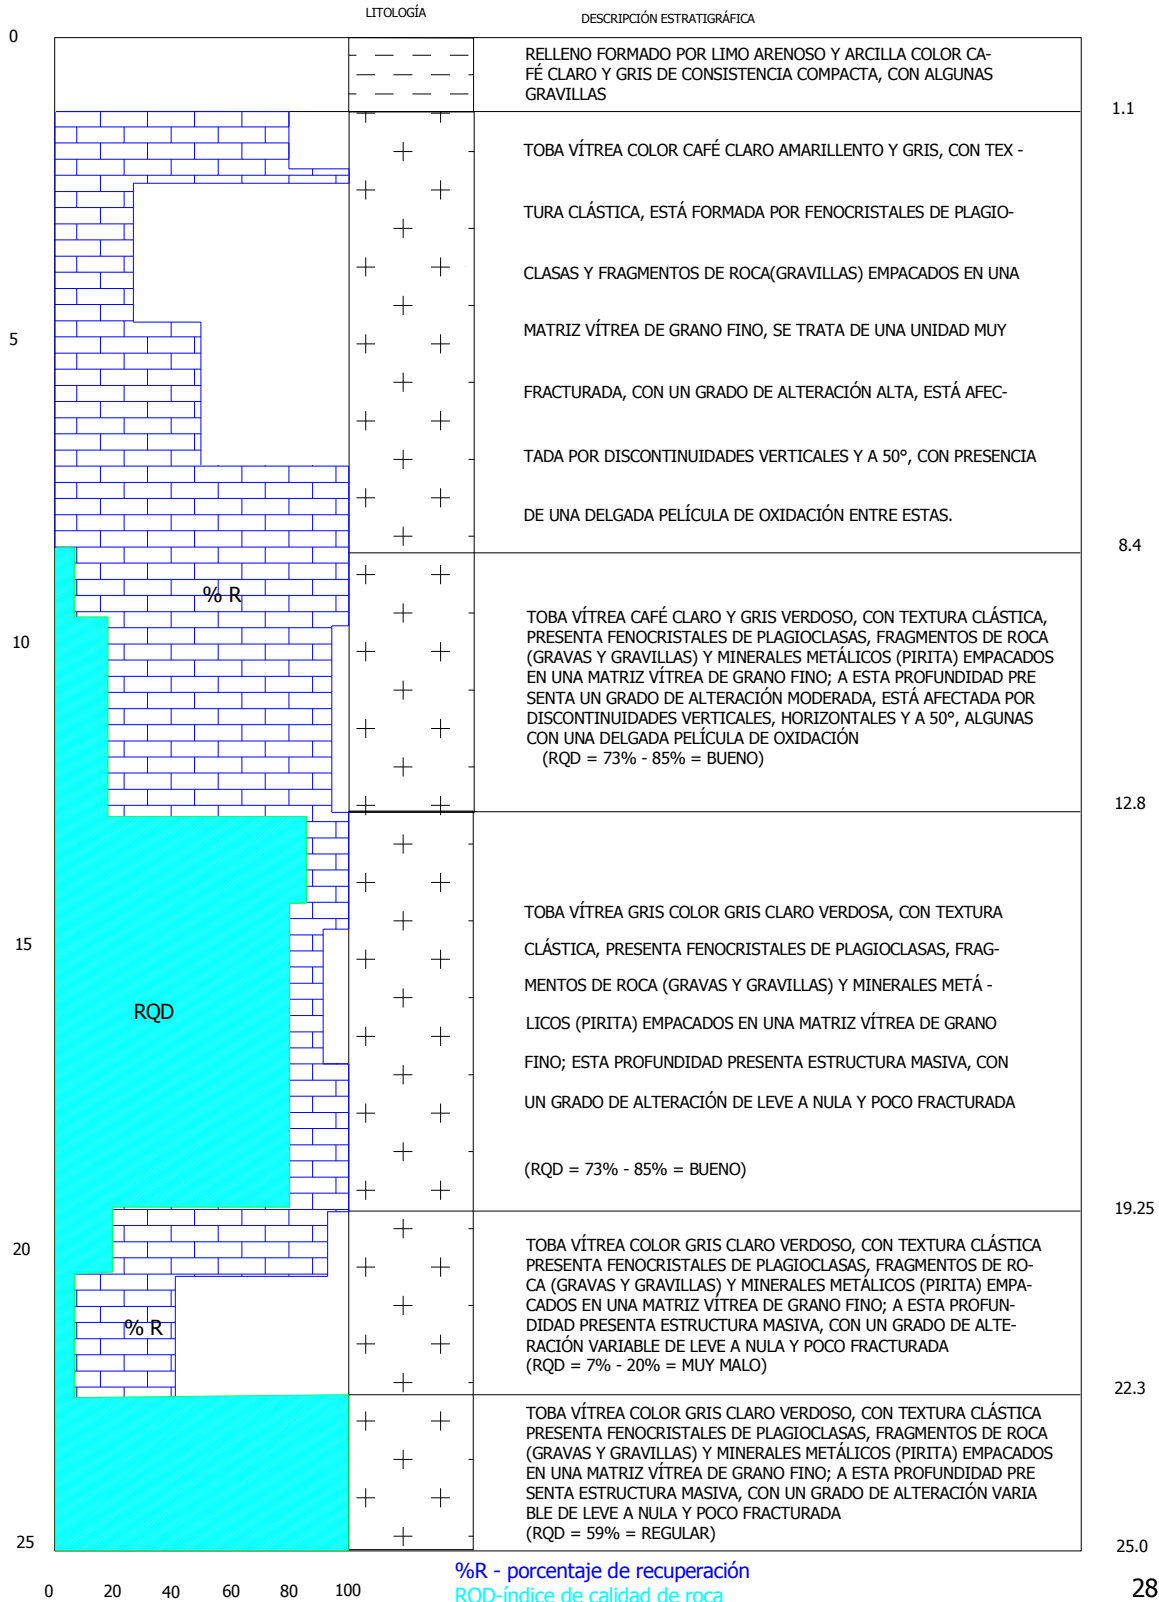 LITOLOGÍA
DESCRIPCIÓN ESTRATIGRÁFICA
0
RELLENO FORMADO POR LIMO ARENOSO Y ARCILLA COLOR CA-
FÉ CLARO Y GRIS DE CONSISTENCIA COMPACTA, CON ALGUNAS
GRAVILLAS
1.1
TOBA VÍTREA COLOR CAFÉ CLARO AMARILLENTO Y GRIS, CON TEX -
TURA CLÁSTICA, ESTÁ FORMADA POR FENOCRISTALES DE PLAGIO-
CLASAS Y FRAGMENTOS DE ROCA(GRAVILLAS) EMPACADOS EN UNA
MATRIZ VÍTREA DE GRANO FINO, SE TRATA DE UNA UNIDAD MUY
5
FRACTURADA, CON UN GRADO DE ALTERACIÓN ALTA, ESTÁ AFEC-
TADA POR DISCONTINUIDADES VERTICALES Y A 50°, CON PRESENCIA
DE UNA DELGADA PELÍCULA DE OXIDACIÓN ENTRE ESTAS.
8.4
% R
10
TOBA VÍTREA CAFÉ CLARO Y GRIS VERDOSO, CON TEXTURA CLÁSTICA,
PRESENTA FENOCRISTALES DE PLAGIOCLASAS, FRAGMENTOS DE ROCA
(GRAVAS Y GRAVILLAS) Y MINERALES METÁLICOS (PIRITA) EMPACADOS
EN UNA MATRIZ VÍTREA DE GRANO FINO; A ESTA PROFUNDIDAD PRE
SENTA UN GRADO DE ALTERACIÓN MODERADA, ESTÁ AFECTADA POR
DISCONTINUIDADES VERTICALES, HORIZONTALES Y A 50°, ALGUNAS
CON UNA DELGADA PELÍCULA DE OXIDACIÓN
(RQD = 73% - 85% = BUENO)
12.8
TOBA VÍTREA GRIS COLOR GRIS CLARO VERDOSA, CON TEXTURA
15
CLÁSTICA, PRESENTA FENOCRISTALES DE PLAGIOCLASAS, FRAG-
MENTOS DE ROCA (GRAVAS Y GRAVILLAS) Y MINERALES METÁ -
RQD
LICOS (PIRITA) EMPACADOS EN UNA MATRIZ VÍTREA DE GRANO
FINO; ESTA PROFUNDIDAD PRESENTA ESTRUCTURA MASIVA, CON
UN GRADO DE ALTERACIÓN DE LEVE A NULA Y POCO FRACTURADA
(RQD = 73% - 85% = BUENO)
19.25
20
TOBA VÍTREA COLOR GRIS CLARO VERDOSO, CON TEXTURA CLÁSTICA
PRESENTA FENOCRISTALES DE PLAGIOCLASAS, FRAGMENTOS DE RO-
CA (GRAVAS Y GRAVILLAS) Y MINERALES METÁLICOS (PIRITA) EMPA-
CADOS EN UNA MATRIZ VÍTREA DE GRANO FINO; A ESTA PROFUN-
DIDAD PRESENTA ESTRUCTURA MASIVA, CON UN GRADO DE ALTE-
RACIÓN VARIABLE DE LEVE A NULA Y POCO FRACTURADA
(RQD = 7% - 20% = MUY MALO)
% R
22.3
TOBA VÍTREA COLOR GRIS CLARO VERDOSO, CON TEXTURA CLÁSTICA
PRESENTA FENOCRISTALES DE PLAGIOCLASAS, FRAGMENTOS DE ROCA
(GRAVAS Y GRAVILLAS) Y MINERALES METÁLICOS (PIRITA) EMPACADOS
EN UNA MATRIZ VÍTREA DE GRANO FINO; A ESTA PROFUNDIDAD PRE
SENTA ESTRUCTURA MASIVA, CON UN GRADO DE ALTERACIÓN VARIA
BLE DE LEVE A NULA Y POCO FRACTURADA
(RQD = 59% = REGULAR)
25
25.0
%R - porcentaje de recuperación
0 20 40 60 80 100
RQD-índice de calidad de roca
28